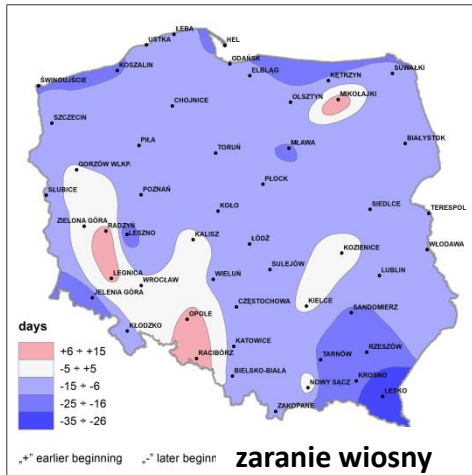 ŁEBA
USTKA
HEL
KOSZALIN
GDAŃSK
ELBLĄG
KĘTRZYN
SUWAŁKI
ŚWINOUJŚCIE
OLSZTYN
MIKOŁAJKI
CHOJNICE
SZCZECIN
PIŁA
TORUŃ
MŁAWA
BIAŁYSTOK
GORZÓW WLKP.
PŁOCK
SŁUBICE
POZNAŃ
KOŁO
SIEDLCE
TERESPOL
ZIELONA GÓRA
RADZYŃ
LESZNO
KALISZ
ŁÓDŹ
KOZIENICE
WŁODAWA
LEGNICA
WROCŁAW
WIELUŃ
SULEJÓW
LUBLIN
JELENIA GÓRA
CZĘSTOCHOWA
KIELCE
SANDOMIERZ
KŁODZKO
OPOLE
KATOWICE
TARNÓW
RZESZÓW
RACIBÓRZ
BIELSKO-BIAŁA
NOWY SĄCZ
KROSNO
LESKO
ZAKOPANE
days
+6 ÷ +15
-5 ÷ +5
-15 ÷ -6
-25 ÷ -16
-35 ÷ -26
„+" earlier beginning „-" later beginn
zaranie wiosny